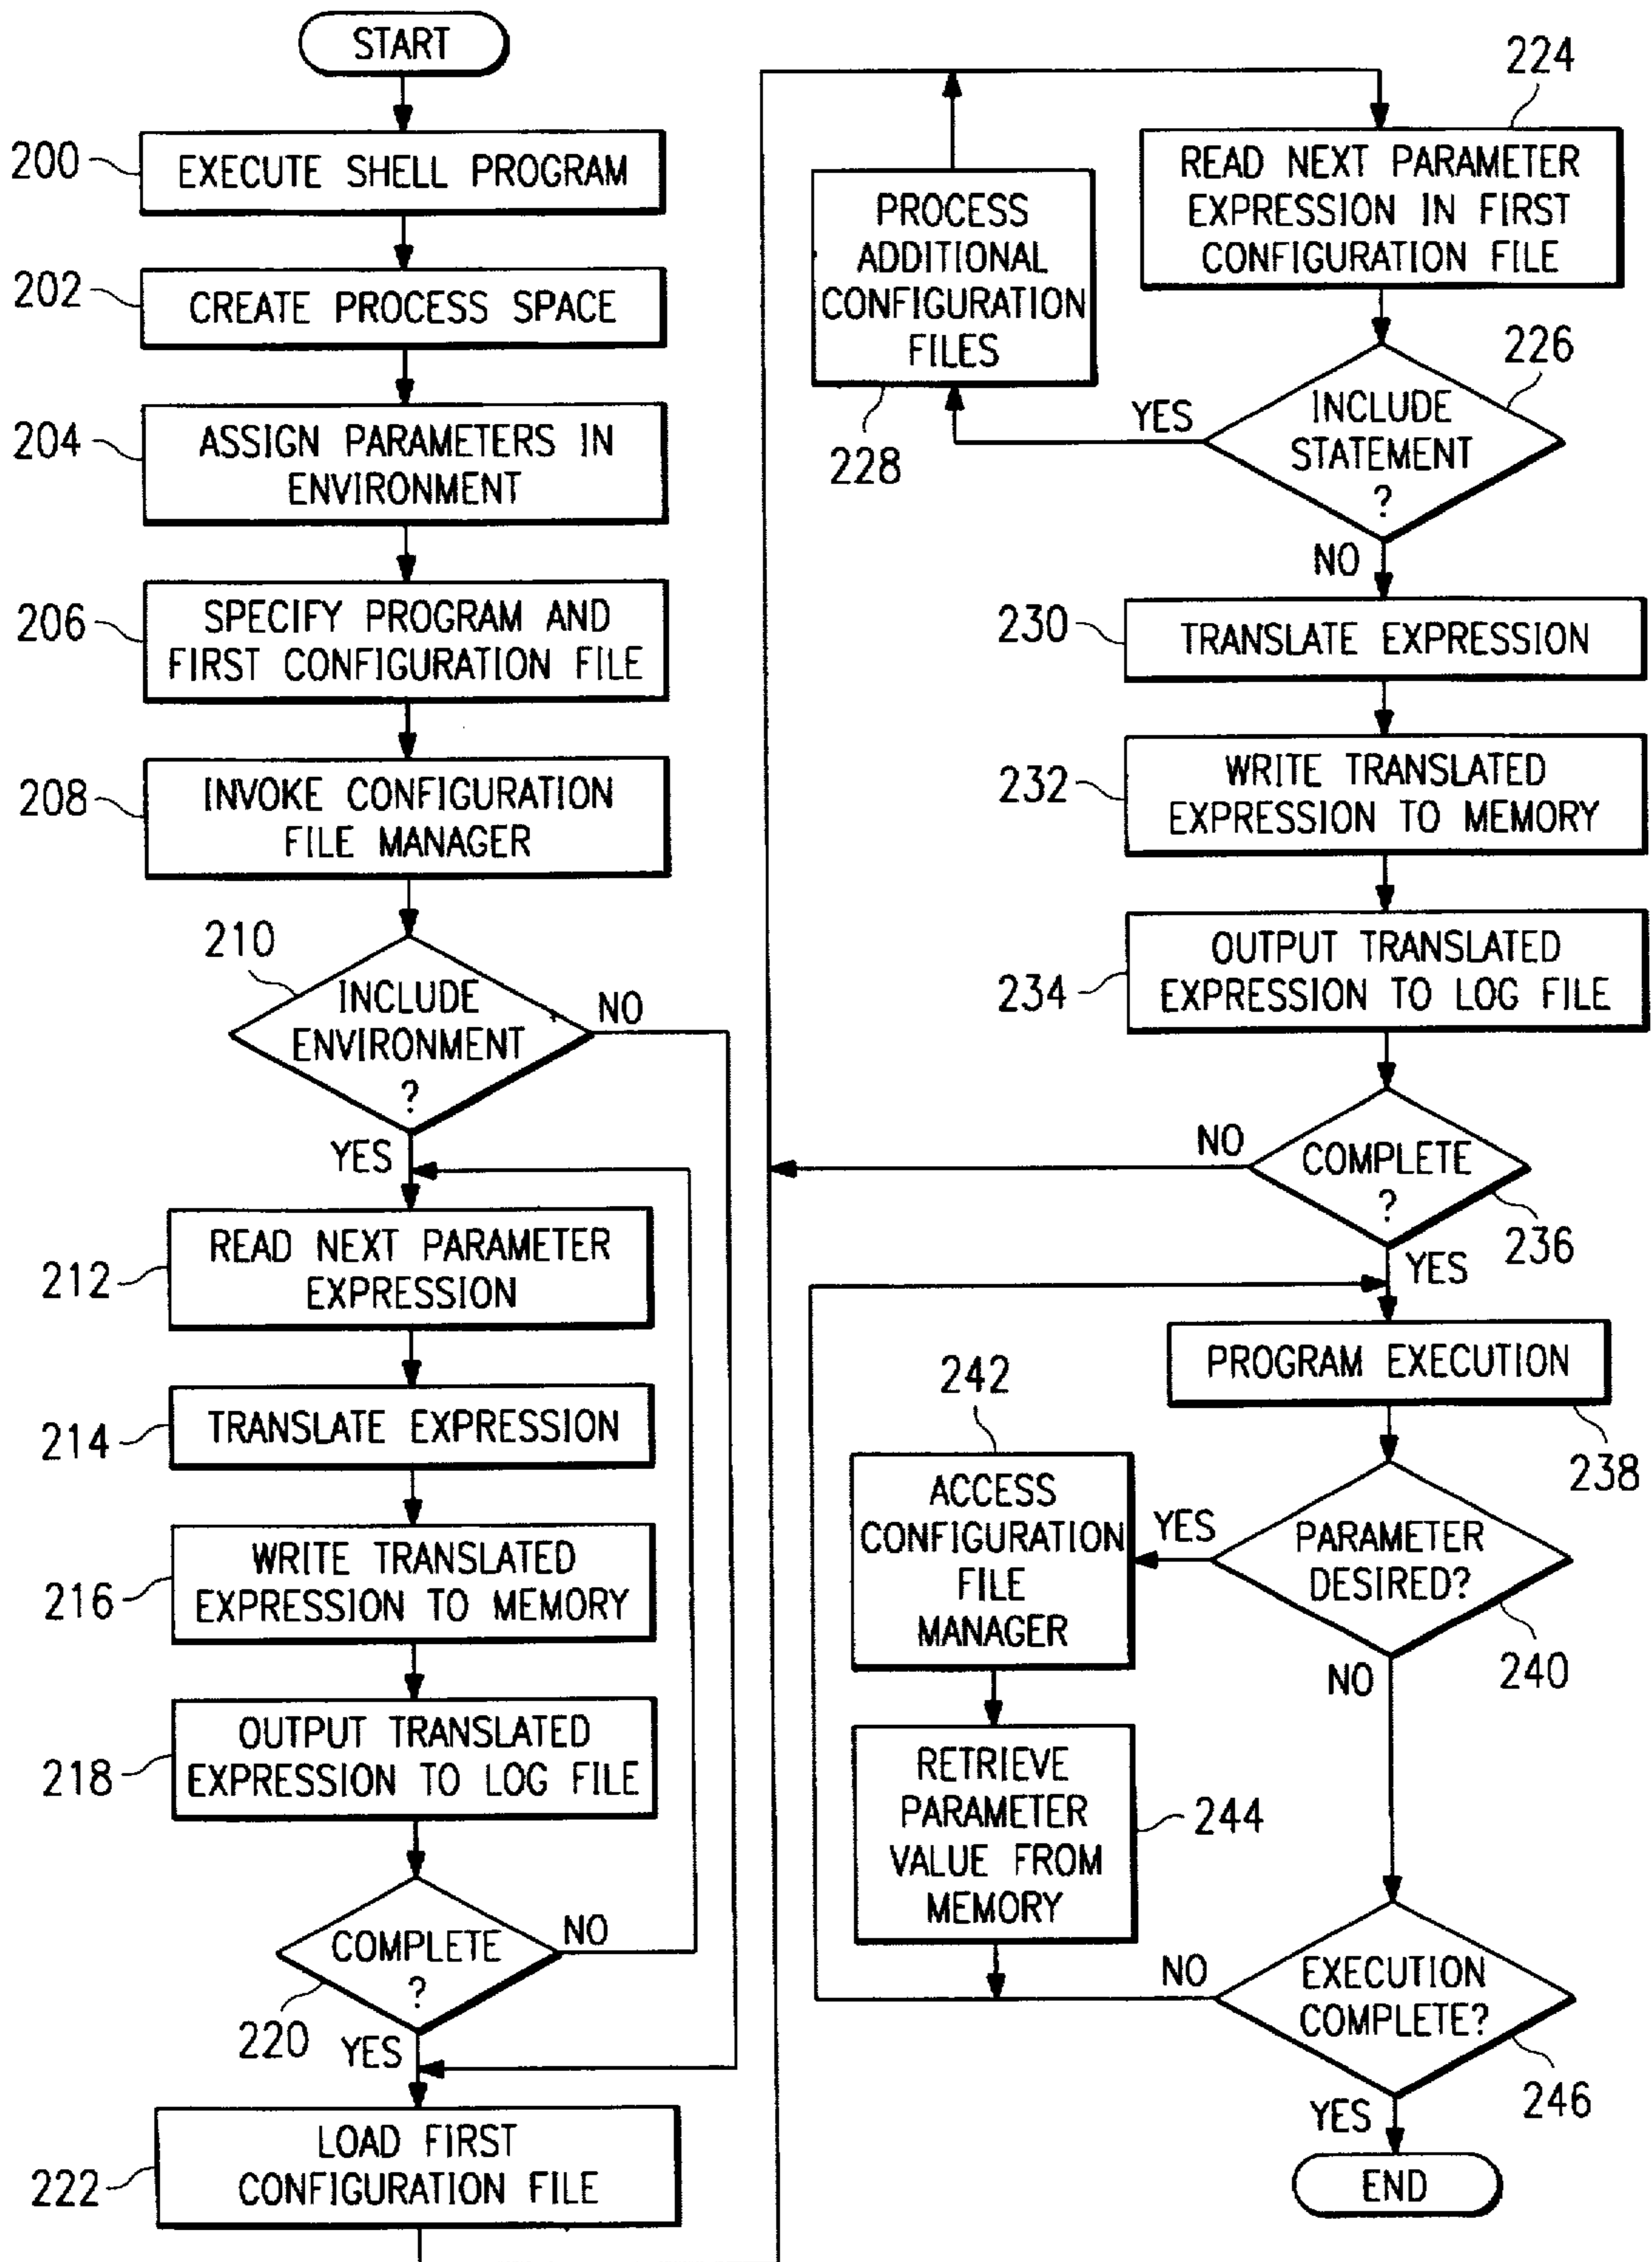 START
200
EXECUTE SHELL PROGRAM
202
CREATE PROCESS SPACE
204
ASSIGN PARAMETERS IN
ENVIRONMENT
206
SPECIFY PROGRAM AND
FIRST CONFIGURATION FILE
208
INVOKE CONFIGURATION
FILE MANAGER
210
INCLUDE
ENVIRONMENT
?
NO
YES
212
READ NEXT PARAMETER
EXPRESSION
214
TRANSLATE EXPRESSION
216
WRITE TRANSLATED
EXPRESSION TO MEMORY
218
OUTPUT TRANSLATED
EXPRESSION TO LOG FILE
COMPLETE
?
NO
220
YES
222
LOAD FIRST
CONFIGURATION FILE
224
READ NEXT PARAMETER
EXPRESSION IN FIRST
CONFIGURATION FILE
226
INCLUDE
STATEMENT
?
YES
PROCESS
ADDITIONAL
CONFIGURATION
FILES
228
NO
230
TRANSLATE EXPRESSION
232
WRITE TRANSLATED
EXPRESSION TO MEMORY
234
OUTPUT TRANSLATED
EXPRESSION TO LOG FILE
NO
COMPLETE
?
236
YES
PROGRAM EXECUTION
238
PARAMETER
DESIRED?
240
YES
242
ACCESS
CONFIGURATION
FILE
MANAGER
RETRIEVE
PARAMETER
VALUE FROM
MEMORY
244
NO
NO
EXECUTION
COMPLETE?
246
YES
END